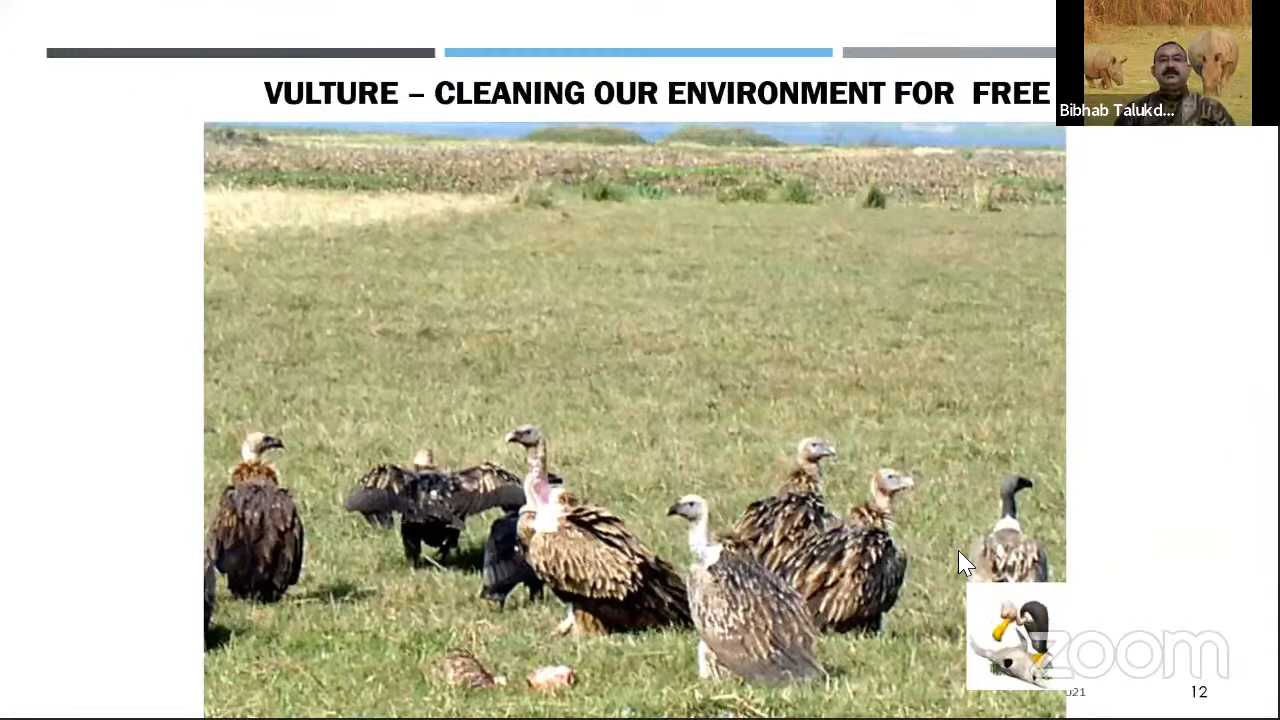 VULTURE – CLEANING OUR ENVIRONMENT FOR  FREE
Bibhab Talukd...
zoom
12